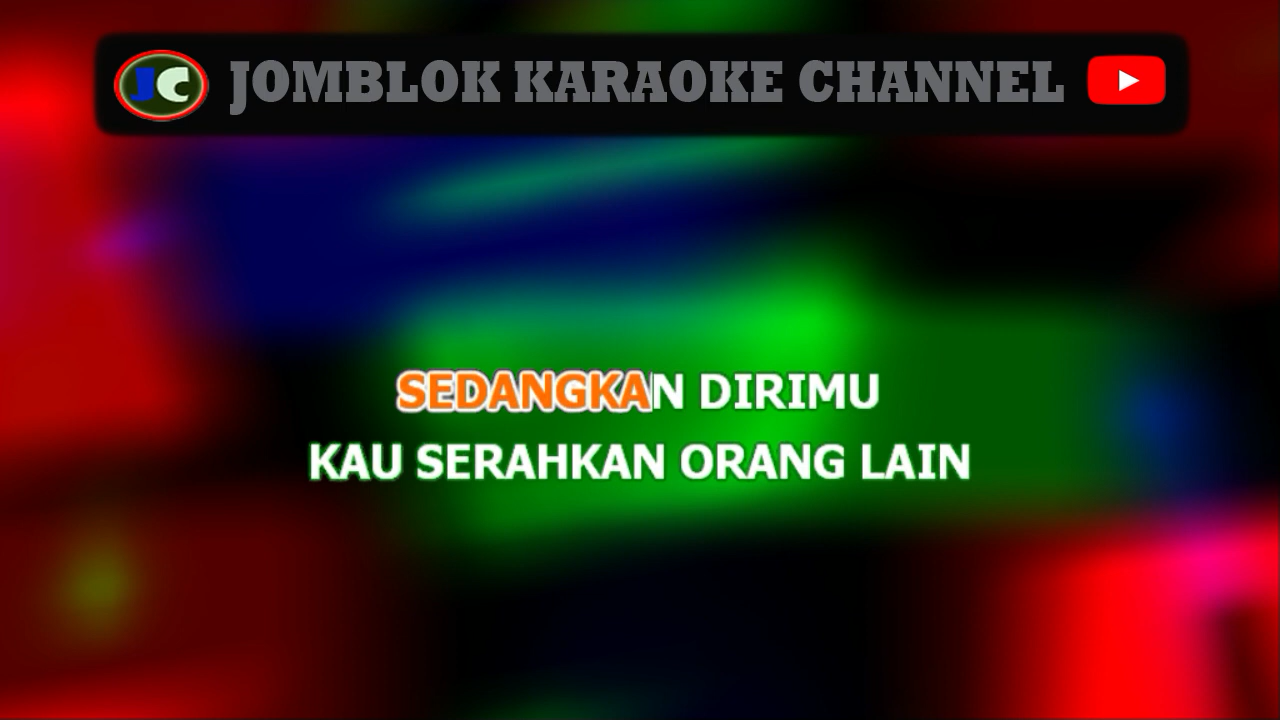 JC JOMBLOK KARAOKE CHANNEL
SEDANGKAN DIRIMU
KAU SERAHKAN ORANG LAIN